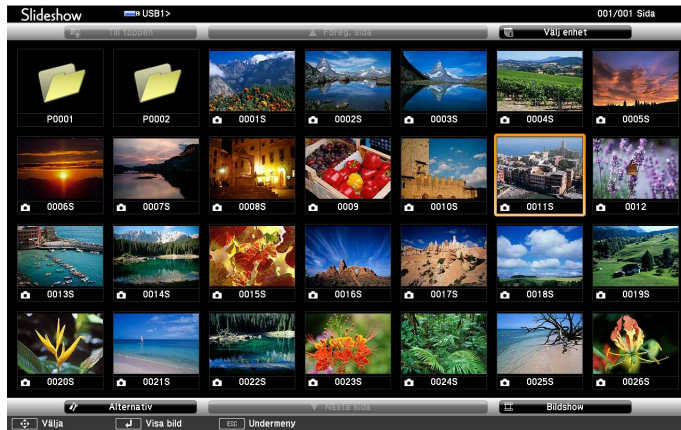 Slideshow USB1> 001/001 Sida
Till toppen Föreg. sida Välj enhet
P0001 P0002 0001S 0002S 0003S 0004S 0005S
0006S 0007S 0008S 0009 0010S 0011S 0012
0013S 0014S 0015S 0016S 0017S 0018S 0019S
0020S 0021S 0022S 0023S 0024S 0025S 0026S
Alternativ Nästa sida Bildshow
Välja Visa bild ESC Undermeny